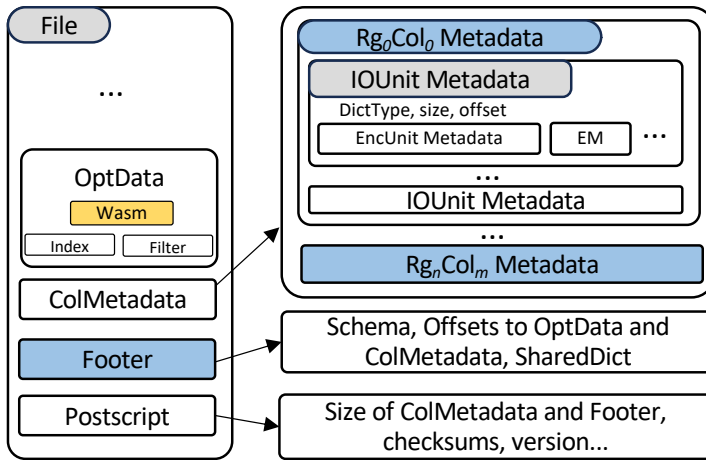 File
...
OptData
Wasm
Index
Filter
ColMetadata
Footer
Postscript
Rg0Col0 Metadata
IOUnit Metadata
DictType, size, offset
EncUnit Metadata
EM
...
...
IOUnit Metadata
...
RgnColm Metadata
Schema, Offsets to OptData and
ColMetadata, SharedDict
Size of ColMetadata and Footer,
checksums, version...